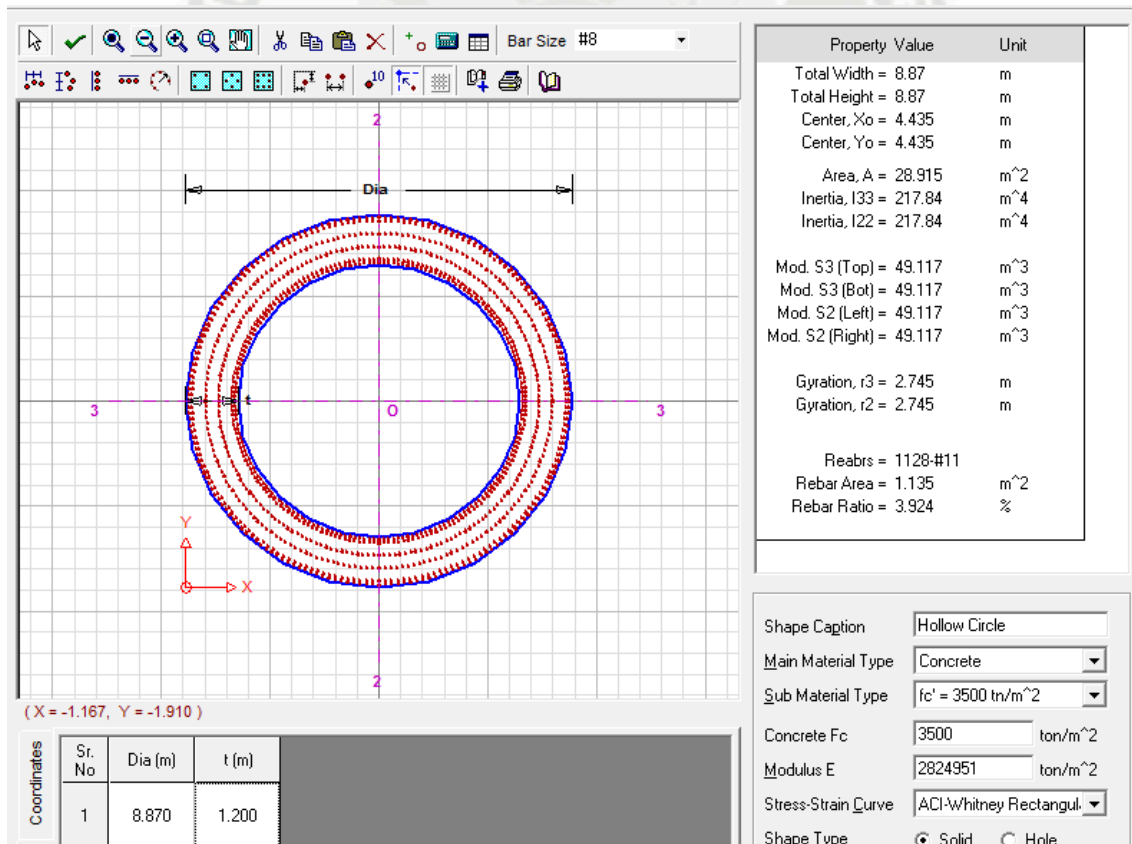 Bar Size #8
10
2
Dia
t
3 O 3
Y
X
2
( X = -1.167, Y = -1.910 )
Coordinates
Sr. No Dia (m) t (m)
1 8.870 1.200
Property Value Unit
Total Width = 8.87 m
Total Height = 8.87 m
Center, Xo = 4.435 m
Center, Yo = 4.435 m
Area, A = 28.915 m^2
Inertia, I33 = 217.84 m^4
Inertia, I22 = 217.84 m^4
Mod. S3 (Top) = 49.117 m^3
Mod. S3 (Bot) = 49.117 m^3
Mod. S2 (Left) = 49.117 m^3
Mod. S2 (Right) = 49.117 m^3
Gyration, r3 = 2.745 m
Gyration, r2 = 2.745 m
Reabrs = 1128-#11
Rebar Area = 1.135 m^2
Rebar Ratio = 3.924 %
Shape Caption Hollow Circle
Main Material Type Concrete
Sub Material Type fc' = 3500 tn/m^2
Concrete Fc 3500 ton/m^2
Modulus E 2824951 ton/m^2
Stress-Strain Curve ACI-Whitney Rectangul
Shape Type Solid Hole